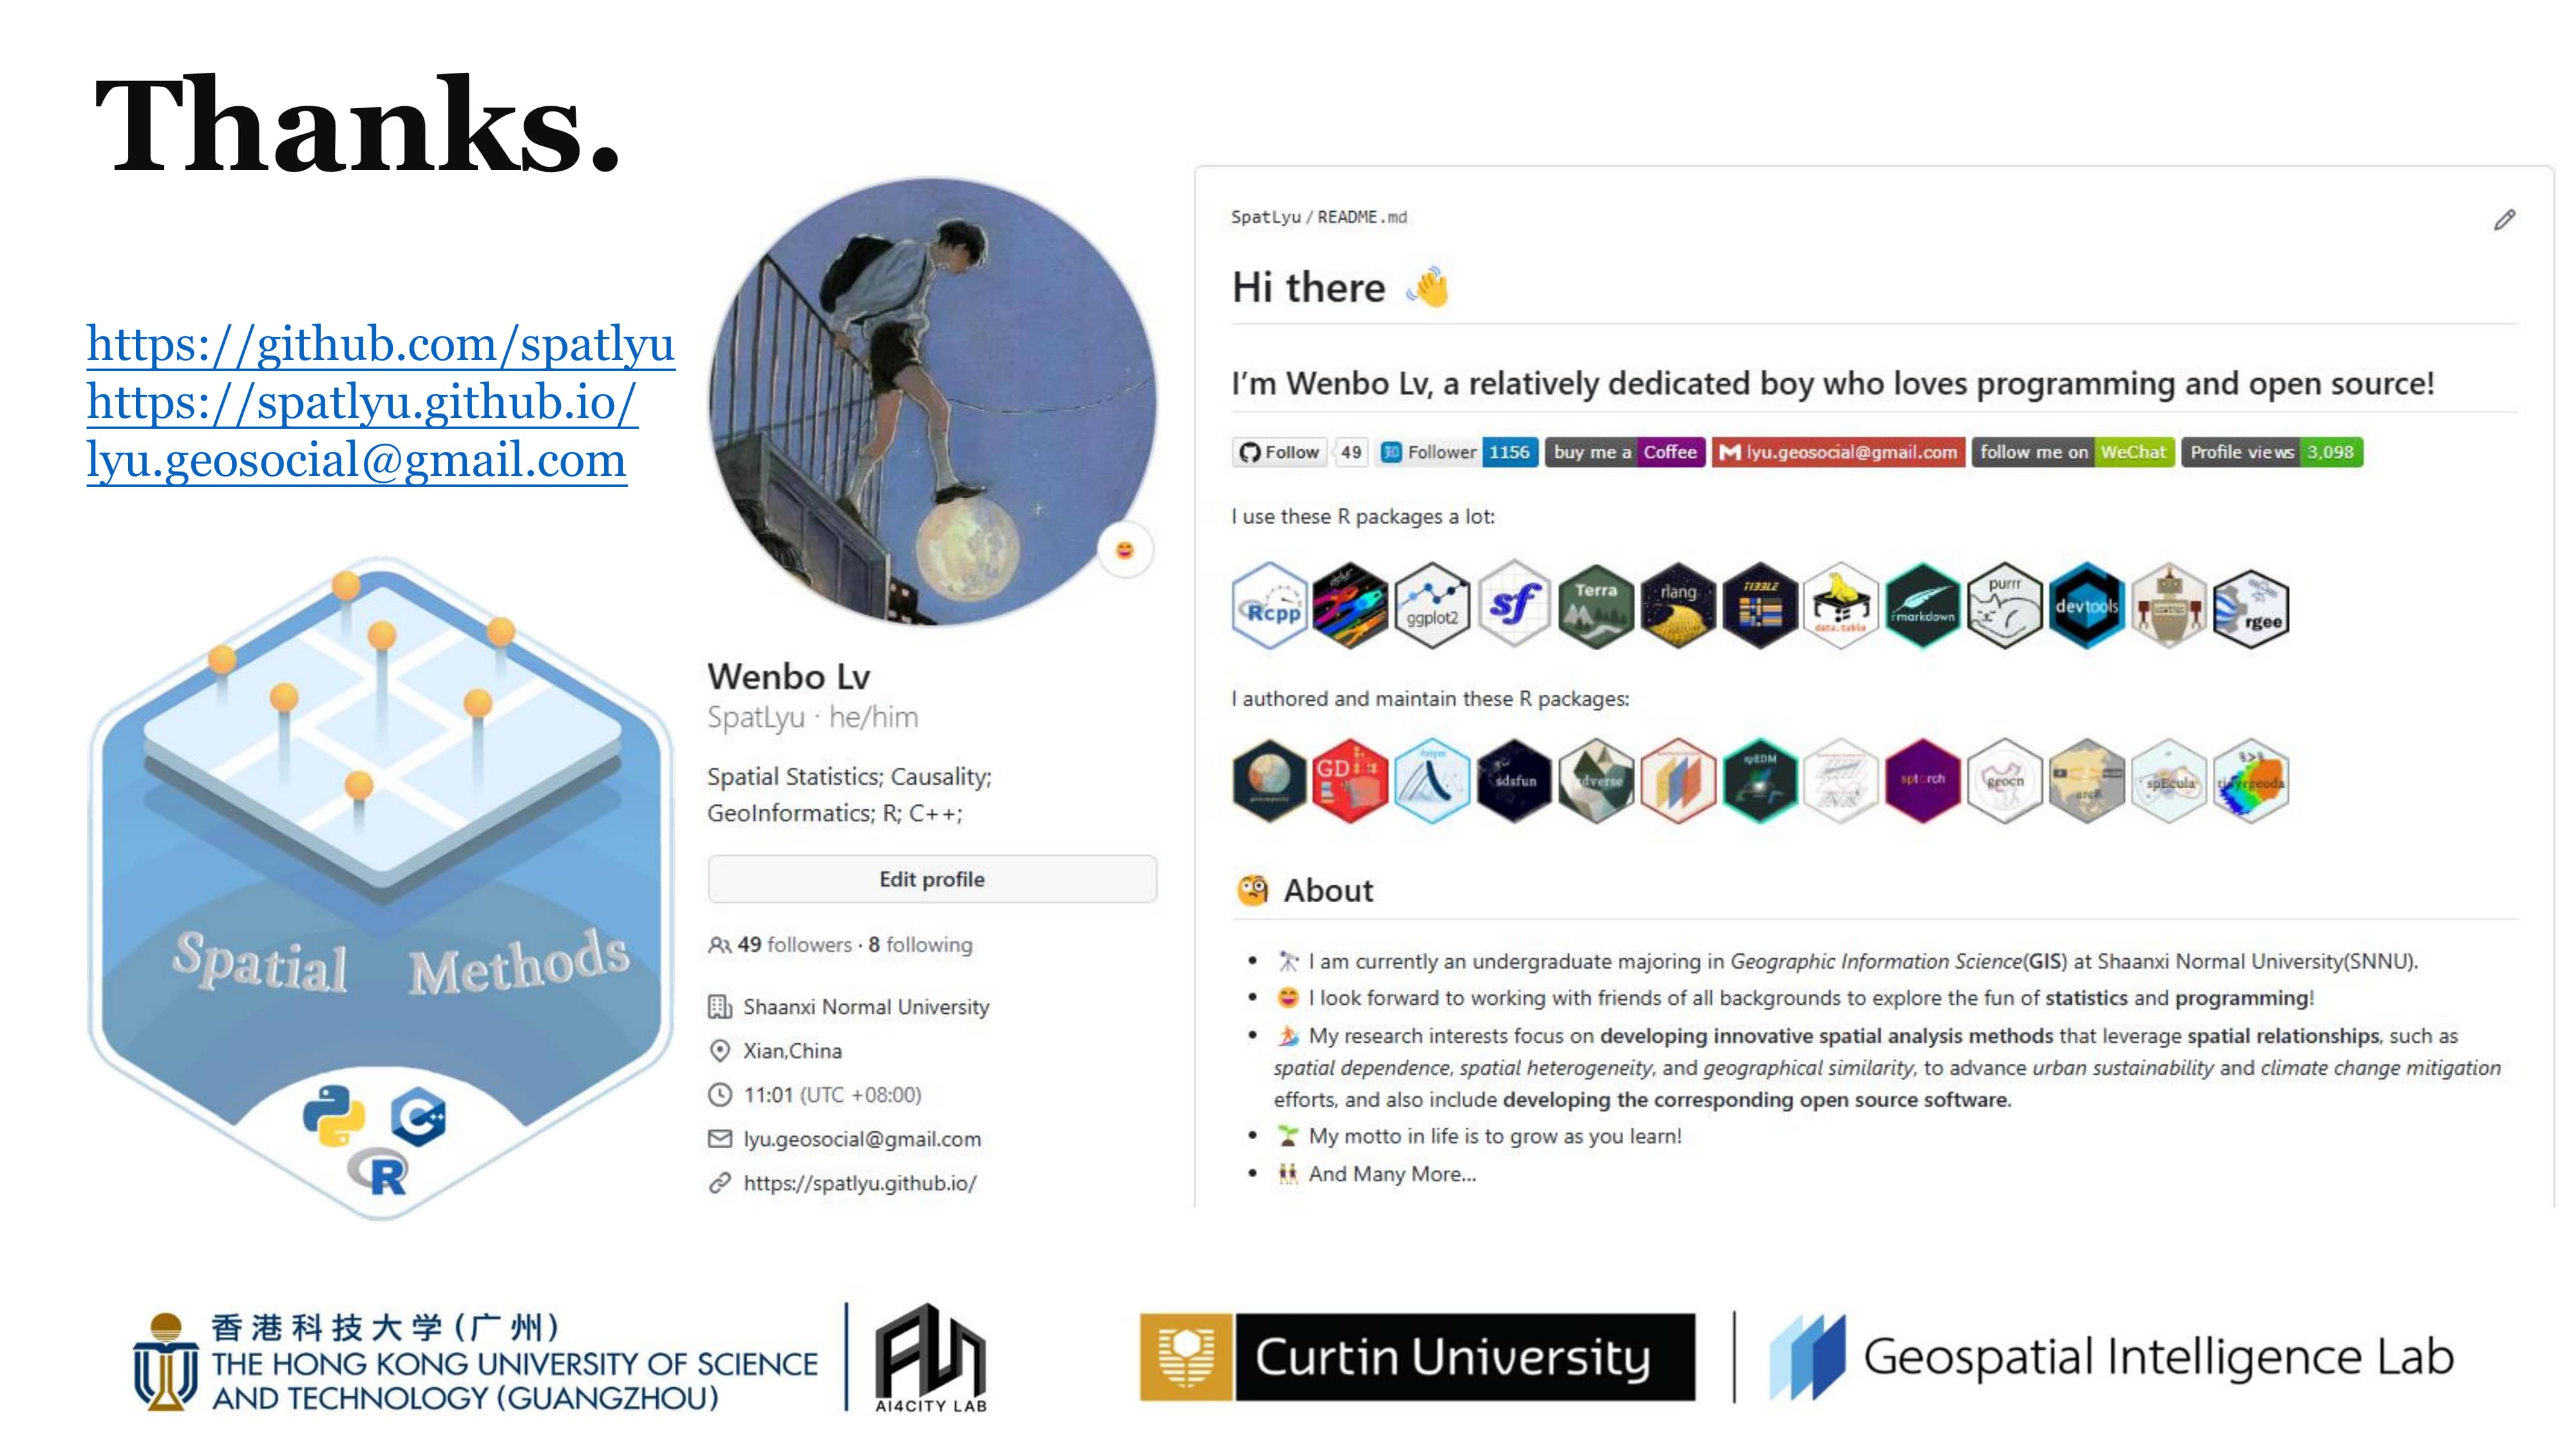 Thanks.
https://github.com/spatlyu
https://spatlyu.github.io/
lyu.geosocial@gmail.com
Spatial Methods
Wenbo Lv
SpatLyu · he/him
Spatial Statistics; Causality;
GeoInformatics; R; C++;
Edit profile
49 followers · 8 following
Shaanxi Normal University
Xian,China
11:01 (UTC +08:00)
lyu.geosocial@gmail.com
https://spatlyu.github.io/
SpatLyu / README.md
Hi there 👋
I'm Wenbo Lv, a relatively dedicated boy who loves programming and open source!
Follow 49 知 Follower 1156 buy me a Coffee lyu.geosocial@gmail.com follow me on WeChat Profile views 3,098
I use these R packages a lot:
Rcpp dplyr ggplot2 sf Terra rlang TIBBLE data.table rmarkdown purrr devtools rgee
I authored and maintain these R packages:
GD sdsfun spEDM sptorch geocn
About
I am currently an undergraduate majoring in Geographic Information Science(GIS) at Shaanxi Normal University(SNNU).
I look forward to working with friends of all backgrounds to explore the fun of statistics and programming!
My research interests focus on developing innovative spatial analysis methods that leverage spatial relationships, such as
spatial dependence, spatial heterogeneity, and geographical similarity, to advance urban sustainability and climate change mitigation
efforts, and also include developing the corresponding open source software.
My motto in life is to grow as you learn!
And Many More...
香港科技大学(广州)
THE HONG KONG UNIVERSITY OF SCIENCE
AND TECHNOLOGY (GUANGZHOU)
AI4CITY LAB
Curtin University
Geospatial Intelligence Lab